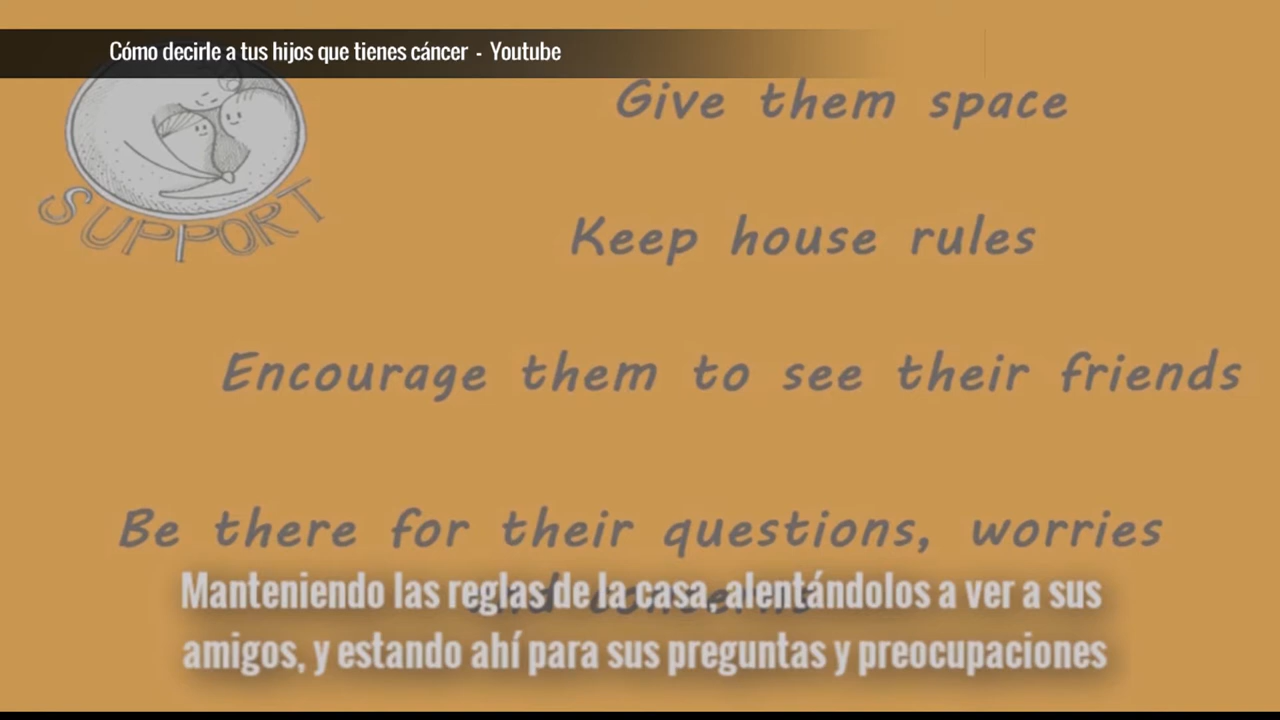 Cómo decirle a tus hijos que tienes cáncer - Youtube
Give them space
SUPPORT
Keep house rules
Encourage them to see their friends
Be there for their questions, worries
and concerns
Manteniendo las reglas de la casa, alentándolos a ver a sus
amigos, y estando ahí para sus preguntas y preocupaciones